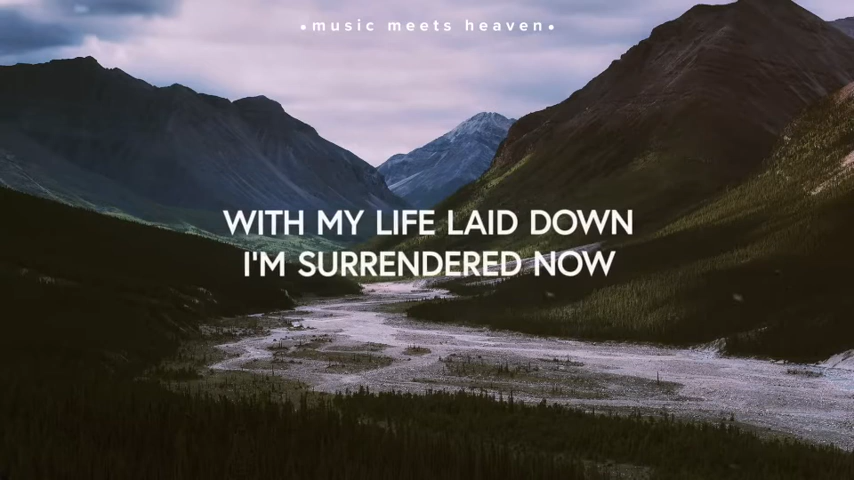 •music meets heaven•
WITH MY LIFE LAID DOWN
I'M SURRENDERED NOW